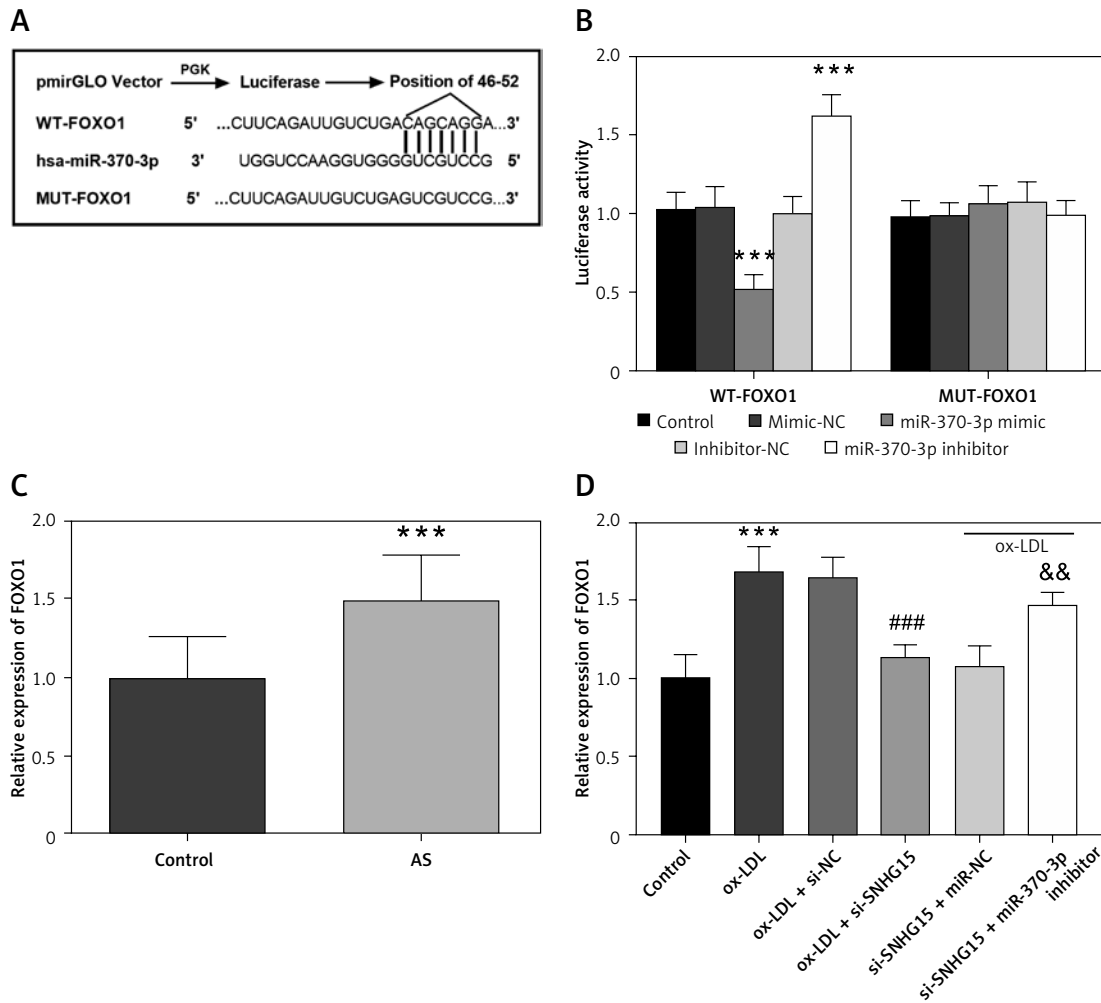 A
pmirGLO Vector PGK Luciferase Position of 46-52
WT-FOXO1 5' ...CUUCAGAUUGUCUGACAGCAGGA...3'
hsa-miR-370-3p 3' UGGUCCAAGGUGGGGUCGUCCG 5'
MUT-FOXO1 5' ...CUUCAGAUUGUCUGAGUCGUCCG...3'
B
Luciferase activity
2.0
1.5
1.0
0.5
0
***
***
WT-FOXO1 MUT-FOXO1
Control Mimic-NC miR-370-3p mimic
Inhibitor-NC miR-370-3p inhibitor
C
Relative expression of FOXO1
2.0
1.5
1.0
0.5
0
***
Control AS
D
Relative expression of FOXO1
2.0
1.5
1.0
0.5
0
***
###
ox-LDL
&&
Control
ox-LDL
ox-LDL + si-NC
ox-LDL + si-SNHG15
si-SNHG15 + miR-NC
si-SNHG15 + miR-370-3p
inhibitor